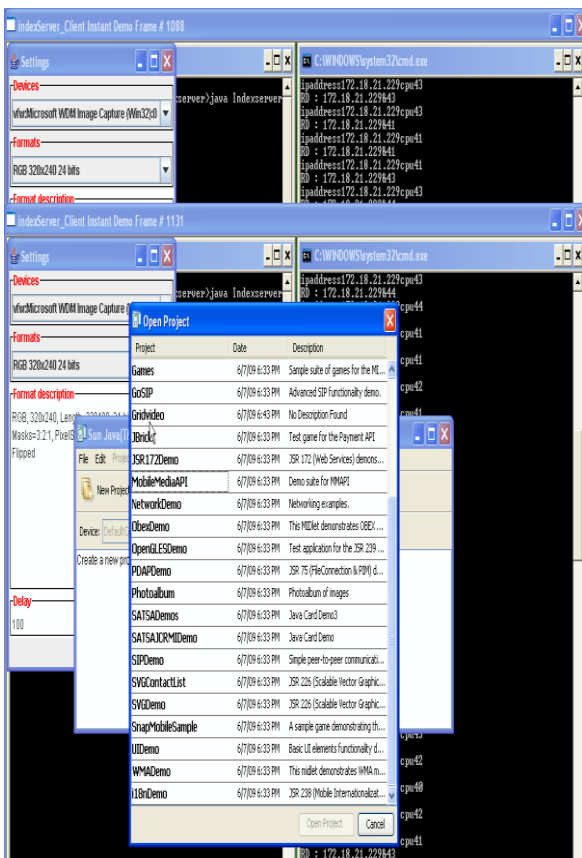 indexServer_Client Instant Demo Frame # 1088
Settings
C:\WINDOWS\system32\cmd.exe
Devices
vfw:Microsoft WDM Image Capture (Win32):0
Formats
RGB 320x240 24 bits
Format description
server>java Indexserver
ipaddress172.18.21.229cpu43
RD : 172.18.21.229&43
ipaddress172.18.21.229cpu41
RD : 172.18.21.229&41
ipaddress172.18.21.229cpu41
RD : 172.18.21.229&41
ipaddress172.18.21.229cpu43
RD : 172.18.21.229&43
ipaddress172.18.21.229cpu43
indexServer_Client Instant Demo Frame # 1131
Settings
C:\WINDOWS\system32\cmd.exe
Devices
vfw:Microsoft WDM Image Capture
Formats
RGB 320x240 24 bits
Format description
RGB, 320x240,
Masks=3:2:1,
Flipped
Delay
100
server>java Indexserver
ipaddress172.18.21.229cpu43
RD : 172.18.21.229&44
cpu44
cpu41
cpu41
cpu42
cpu41
Sun Java(T
File Edit
New Project
Device:
Create a new pro
Open Project
Project Date Description
Games 6/7/09 6:33 PM Sample suite of games for the MI...
GoSIP 6/7/09 6:33 PM Advanced SIP functionality demo.
Gridvideo 6/7/09 6:43 PM No Description Found
JBricks 6/7/09 6:33 PM Test game for the Payment API
JSR172Demo 6/7/09 6:33 PM JSR 172 (Web Services) demons...
MobileMediaAPI 6/7/09 6:33 PM Demo suite for MMAPI
NetworkDemo 6/7/09 6:33 PM Networking examples.
ObexDemo 6/7/09 6:33 PM This MIDlet demonstrates OBEX ...
OpenGLESDemo 6/7/09 6:33 PM Test application for the JSR 239 ...
PDAPDemo 6/7/09 6:33 PM JSR 75 (FileConnection & PIM) d...
Photoalbum 6/7/09 6:33 PM Photoalbum of images
SATSADemos 6/7/09 6:33 PM Java Card Demo3
SATSAJCRMIDemo 6/7/09 6:33 PM Java Card Demo
SIPDemo 6/7/09 6:33 PM Simple peer-to-peer communicati...
SVGContactList 6/7/09 6:33 PM JSR 226 (Scalable Vector Graphic...
SVGDemo 6/7/09 6:33 PM JSR 226 (Scalable Vector Graphic...
SnapMobileSample 6/7/09 6:33 PM A sample game demonstrating th...
UIDemo 6/7/09 6:33 PM Basic UI elements functionality d...
WMADemo 6/7/09 6:33 PM This midlet demonstrates WMA m...
i18nDemo 6/7/09 6:33 PM JSR 238 (Mobile Internationalizat...
Open Project Cancel
cpu42
cpu40
cpu42
cpu41
RD : 172.18.21.229&43